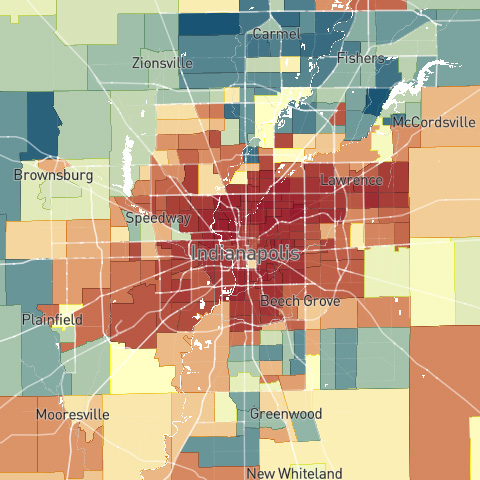 Carmel
Zionsville
Fishers
McCordsville
Brownsburg
Lawrence
Speedway
Indianapolis
Beech Grove
Plainfield
Mooresville
Greenwood
New Whiteland